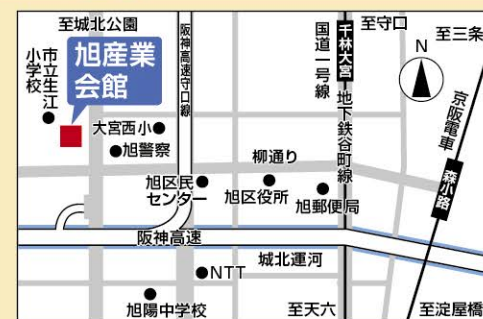 至城北公園
旭産業
会館
市立生江
小学校
阪神高速守口線
国道一号線
千林大宮
地下鉄谷町線
至守口
N
至三条
京阪電車
森小路
大宮西小
旭警察
柳通り
旭区民
センター
旭区役所
旭郵便局
阪神高速
城北運河
NTT
旭陽中学校
至天六
至淀屋橋